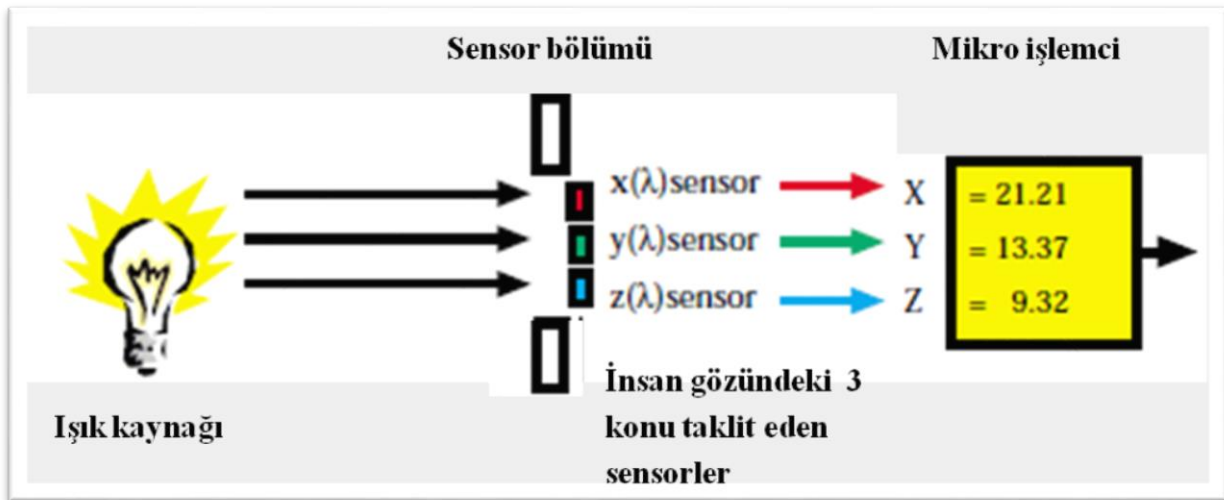 Sensor bölümü
Mikro işlemci
x(λ)sensor
X
= 21.21
y(λ)sensor
Y
= 13.37
z(λ)sensor
Z
= 9.32
İnsan gözündeki 3
konu taklit eden
sensorler
Işık kaynağı